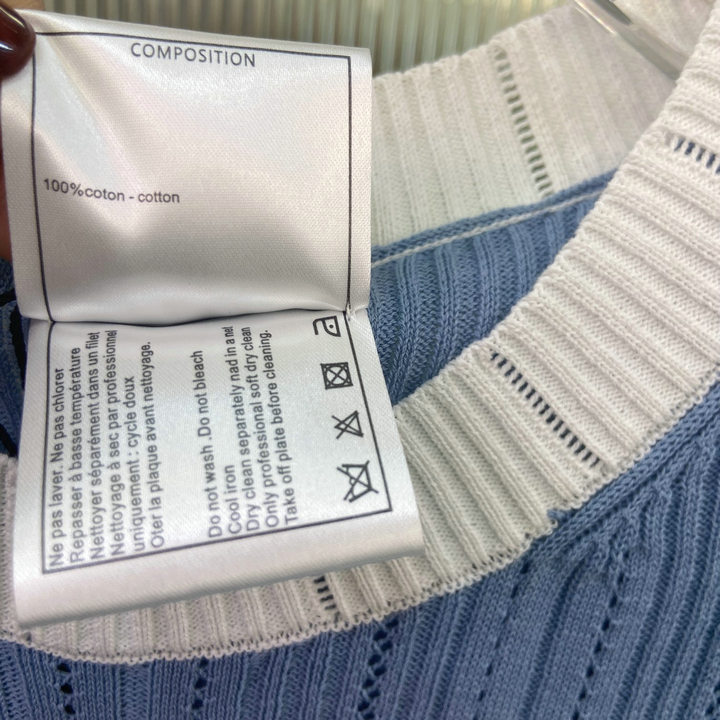 COMPOSITION
100%coton - cotton
Ne pas laver. Ne pas chlorer
Repasser à basse température
Nettoyer séparément dans un filet
Nettoyage à sec par professionnel
uniquement : cycle doux
Oter la plaque avant nettoyage.
Do not wash .Do not bleach
Cool iron
Dry clean separately nad in a net
Only professional soft dry clean
Take off plate before cleaning.